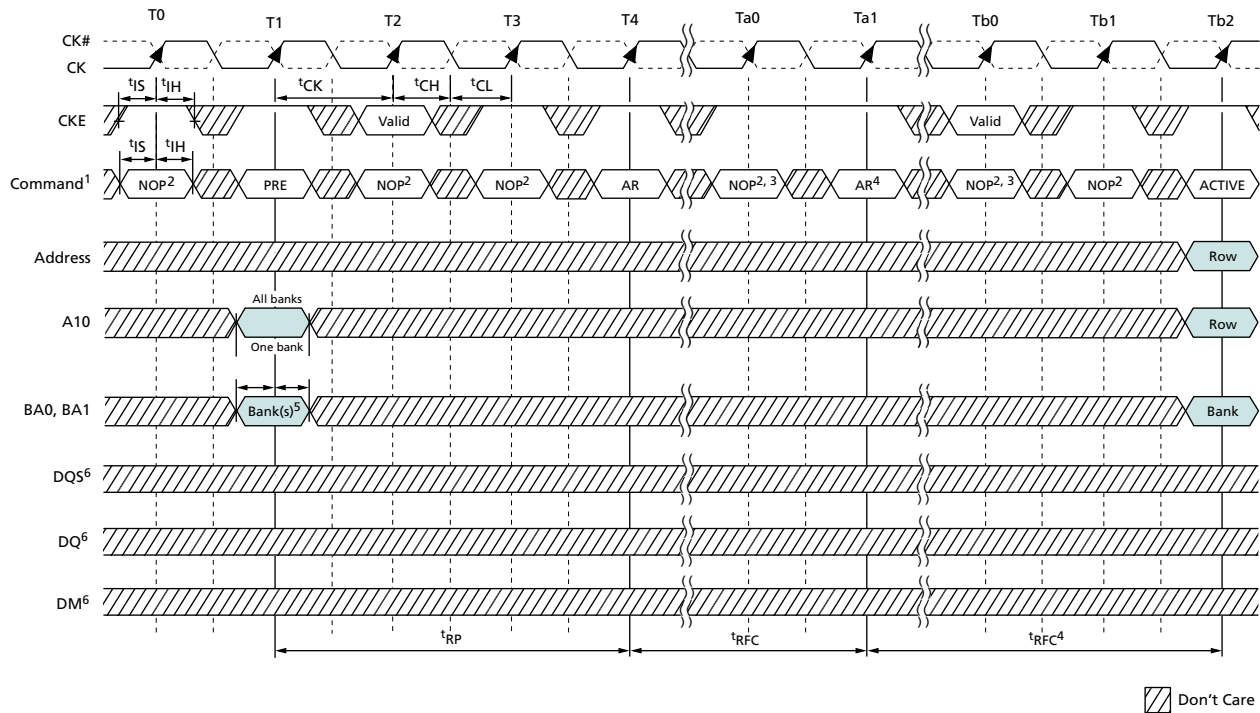 T0 T1 T2 T3 T4 Ta0 Ta1 Tb0 Tb1 Tb2
CK#
CK
tIS tIH tCK tCH tCL
CKE Valid Valid
tIS tIH
Command1 NOP2 PRE NOP2 NOP2 AR NOP2, 3 AR4 NOP2, 3 NOP2 ACTIVE
Address Row
All banks
A10 Row
One bank
BA0, BA1 Bank(s)5 Bank
DQS6
DQ6
DM6
tRP tRFC tRFC4
Don't Care